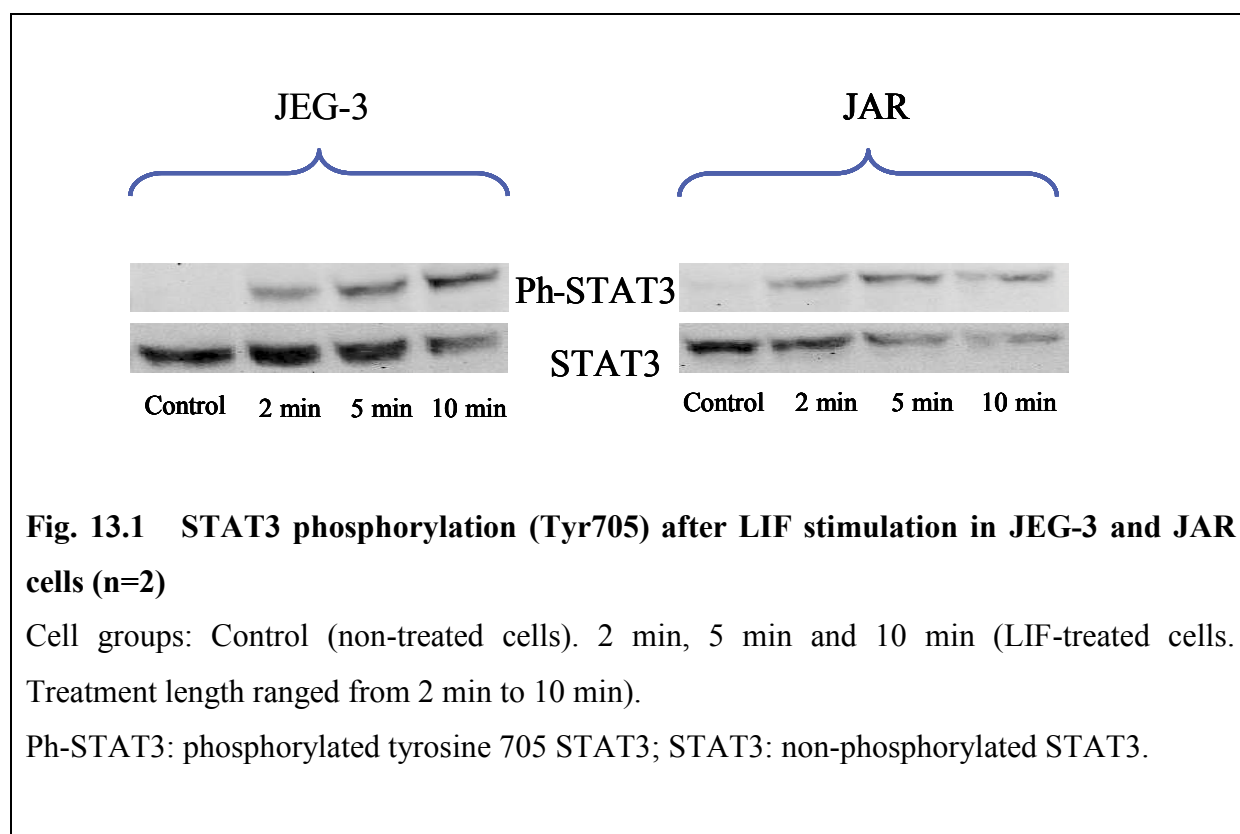 JEG-3 JAR
Ph-STAT3
STAT3
Control 2 min 5 min 10 min Control 2 min 5 min 10 min
Fig. 13.1 STAT3 phosphorylation (Tyr705) after LIF stimulation in JEG-3 and JAR
cells (n=2)
Cell groups: Control (non-treated cells). 2 min, 5 min and 10 min (LIF-treated cells.
Treatment length ranged from 2 min to 10 min).
Ph-STAT3: phosphorylated tyrosine 705 STAT3; STAT3: non-phosphorylated STAT3.